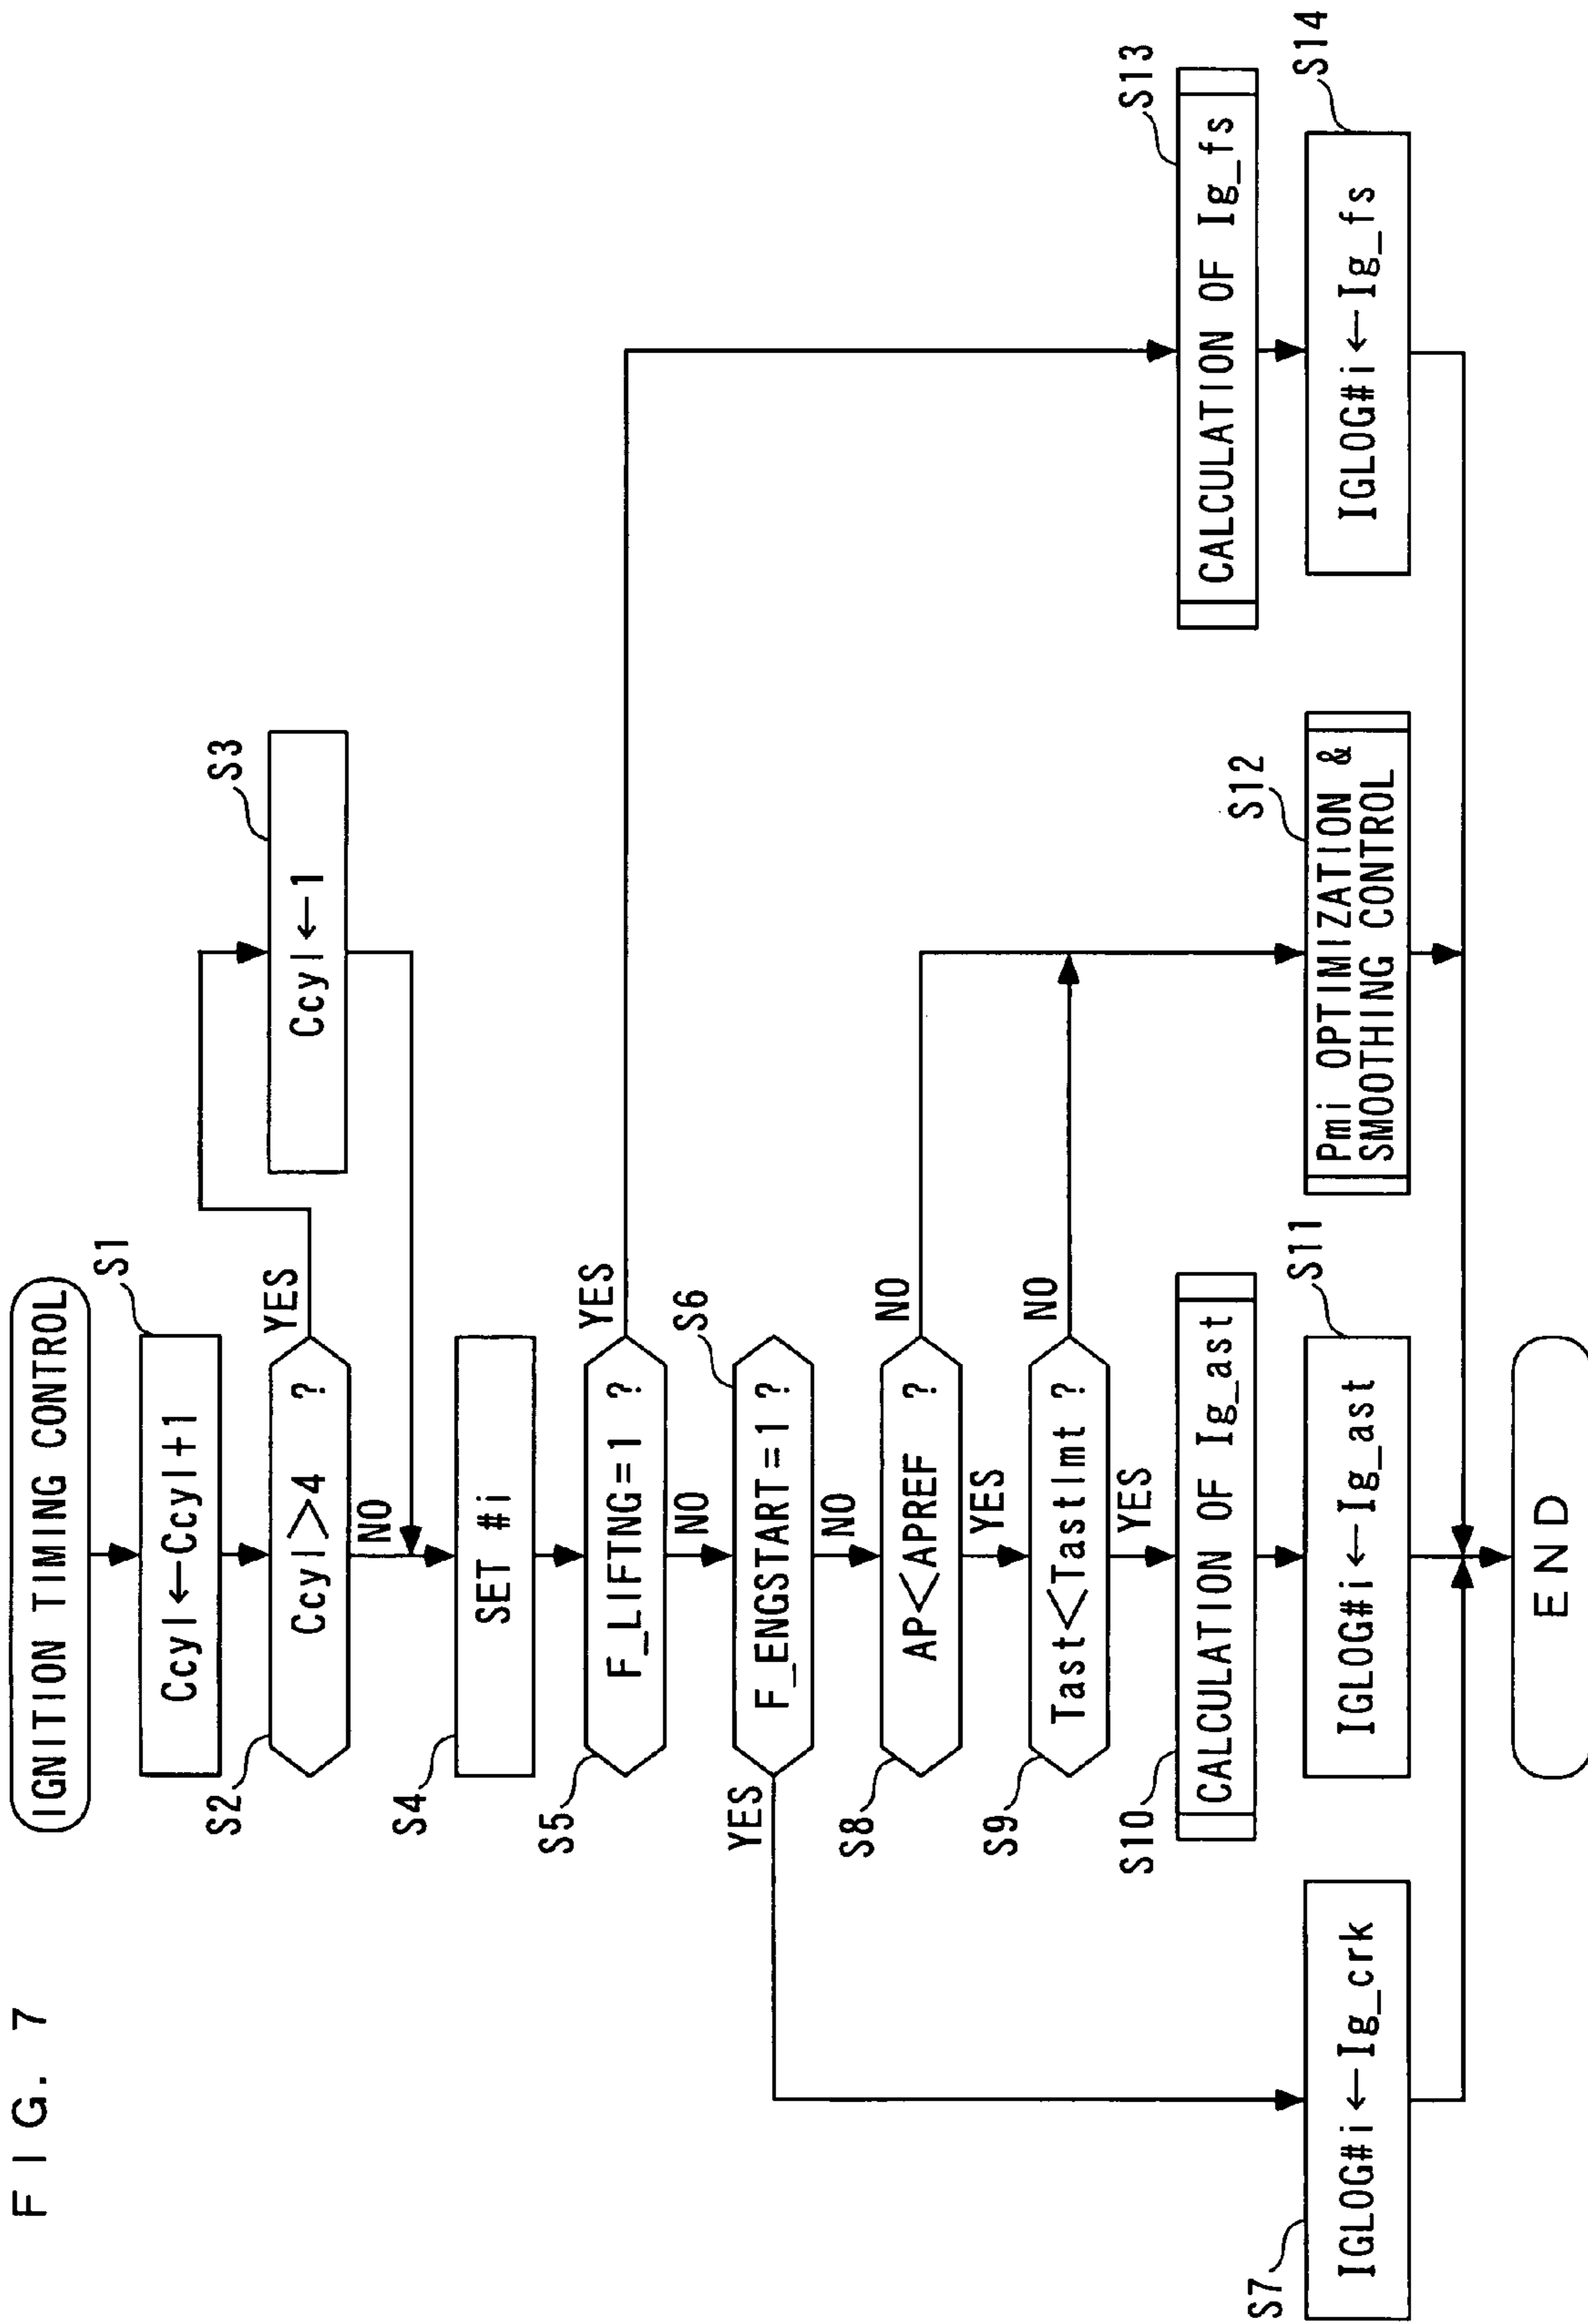 FIG. 7
IGNITION TIMING CONTROL
S1
Ccyl←Ccyl+1
S2
Ccyl>4 ?
YES
NO
S3
Ccyl←1
S4
SET #i
S5
F_LIFTNG=1 ?
YES
NO
S6
F_ENGSTART=1 ?
YES
NO
S8
AP<APREF ?
NO
YES
S9
Tast<Tastlmt ?
NO
YES
S10
CALCULATION OF Ig_ast
S13
CALCULATION OF Ig_fs
S7
IGLOG#i←Ig_crk
S11
IGLOG#i←Ig_ast
S12
Pmi OPTIMIZATION &
SMOOTHING CONTROL
S14
IGLOG#i←Ig_fs
END